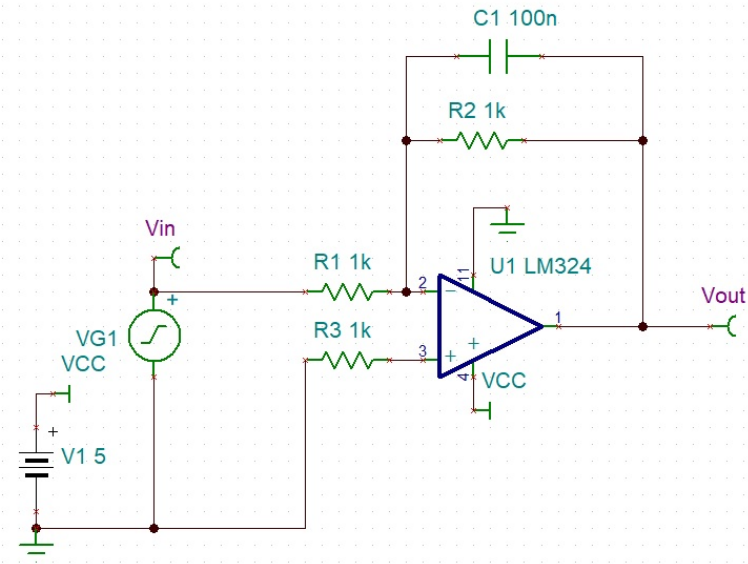 C1 100n
R2 1k
Vin
R1 1k
2
11
U1 LM324
Vout
+
VG1
VCC
R3 1k
1
3
+
+
4
VCC
+
V1 5